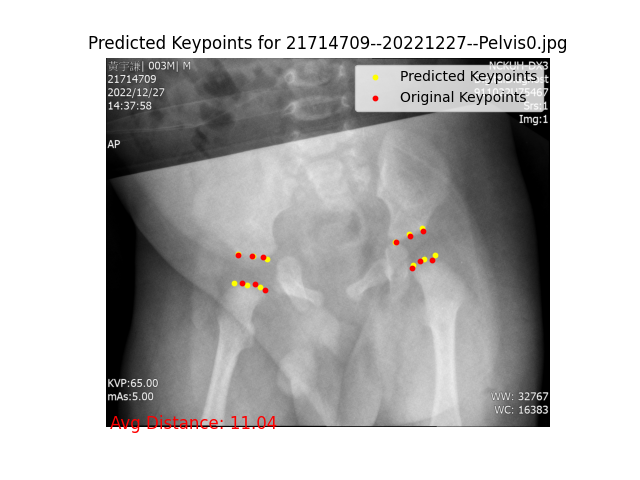 Predicted Keypoints for 21714709--20221227--Pelvis0.jpg
003M| M
21714709
2022/12/27
14:37:58
AP
NCKUH-DX3
Predicted Keypoints
Original Keypoints
Srs:1
Img:1
KVP:65.00
mAs:5.00
WW: 32767
WC: 16383
Avg Distance: 11.04